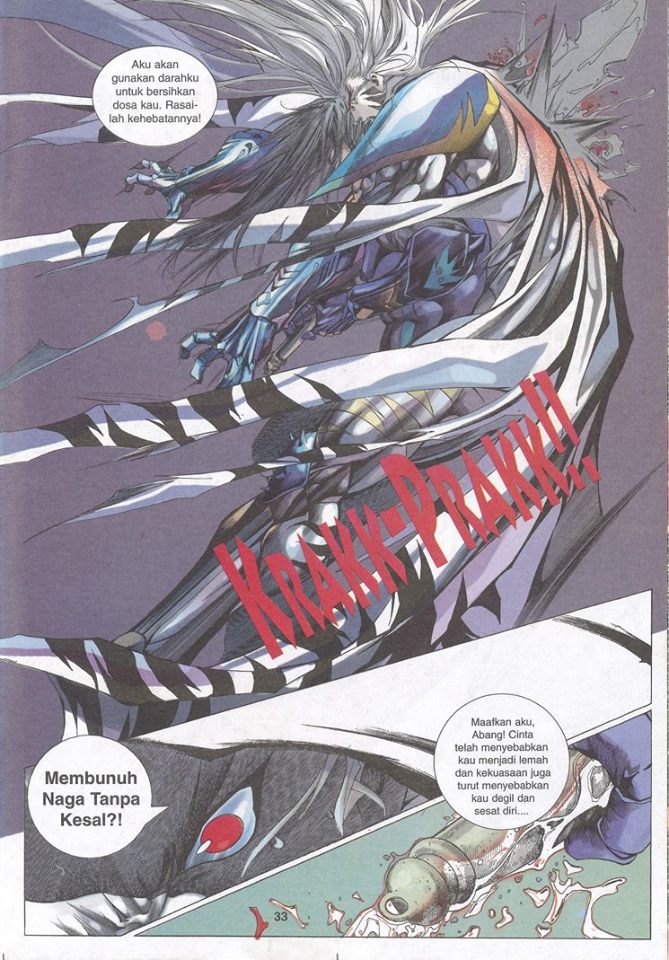 Aku akan
gunakan darahku
untuk bersihkan
dosa kau. Rasai-
lah kehebatannya!
KRAKK-PRAKK!!
Membunuh
Naga Tanpa
Kesal?!
Maafkan aku,
Abang! Cinta
telah menyebabkan
kau menjadi lemah
dan kekuasaan juga
turut menyebabkan
kau degil dan
sesat diri....
33